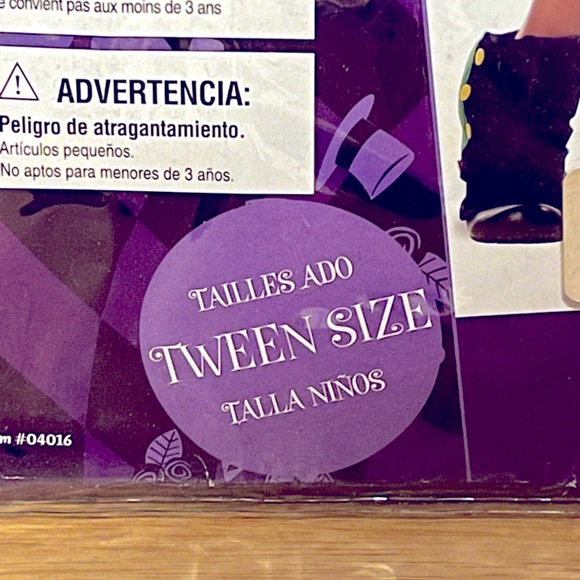 convient pas aux moins de 3 ans
ADVERTENCIA:
Peligro de atragantamiento.
Artículos pequeños.
No aptos para menores de 3 años.
TAILLES ADO
TWEEN SIZE
TALLA NIÑOS
#04016